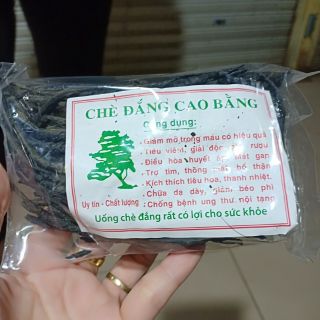 CHÈ ĐẮNG CAO BẰNG
Công dụng:
- Giảm mỡ trong máu có hiệu quả
- Tiêu viêm, giải độc, giã rượu
- Điều hòa huyết áp, mát gan
- Trợ tim, thông mật, bổ thận
- Kích thích tiêu hóa, thanh nhiệt.
- Chữa dạ dày, giảm béo phì
- Chống bệnh ung thư nội tạng
Uy tín - Chất lượng
Uống chè đắng rất có lợi cho sức khỏe